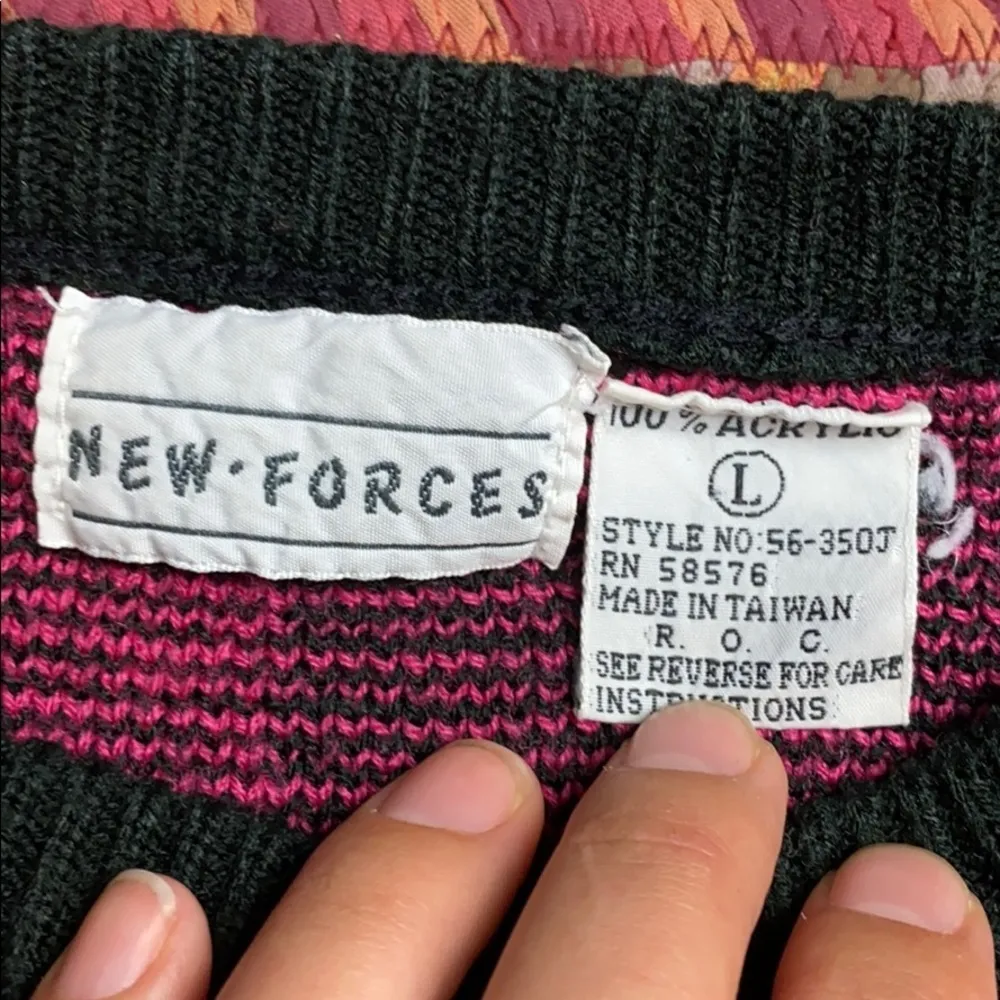 NEW·FORCES
100% ACRYLIC
L
STYLE NO:56-350J
RN 58576
MADE IN TAIWAN
R. O. C.
SEE REVERSE FOR CARE
INSTRUCTIONS